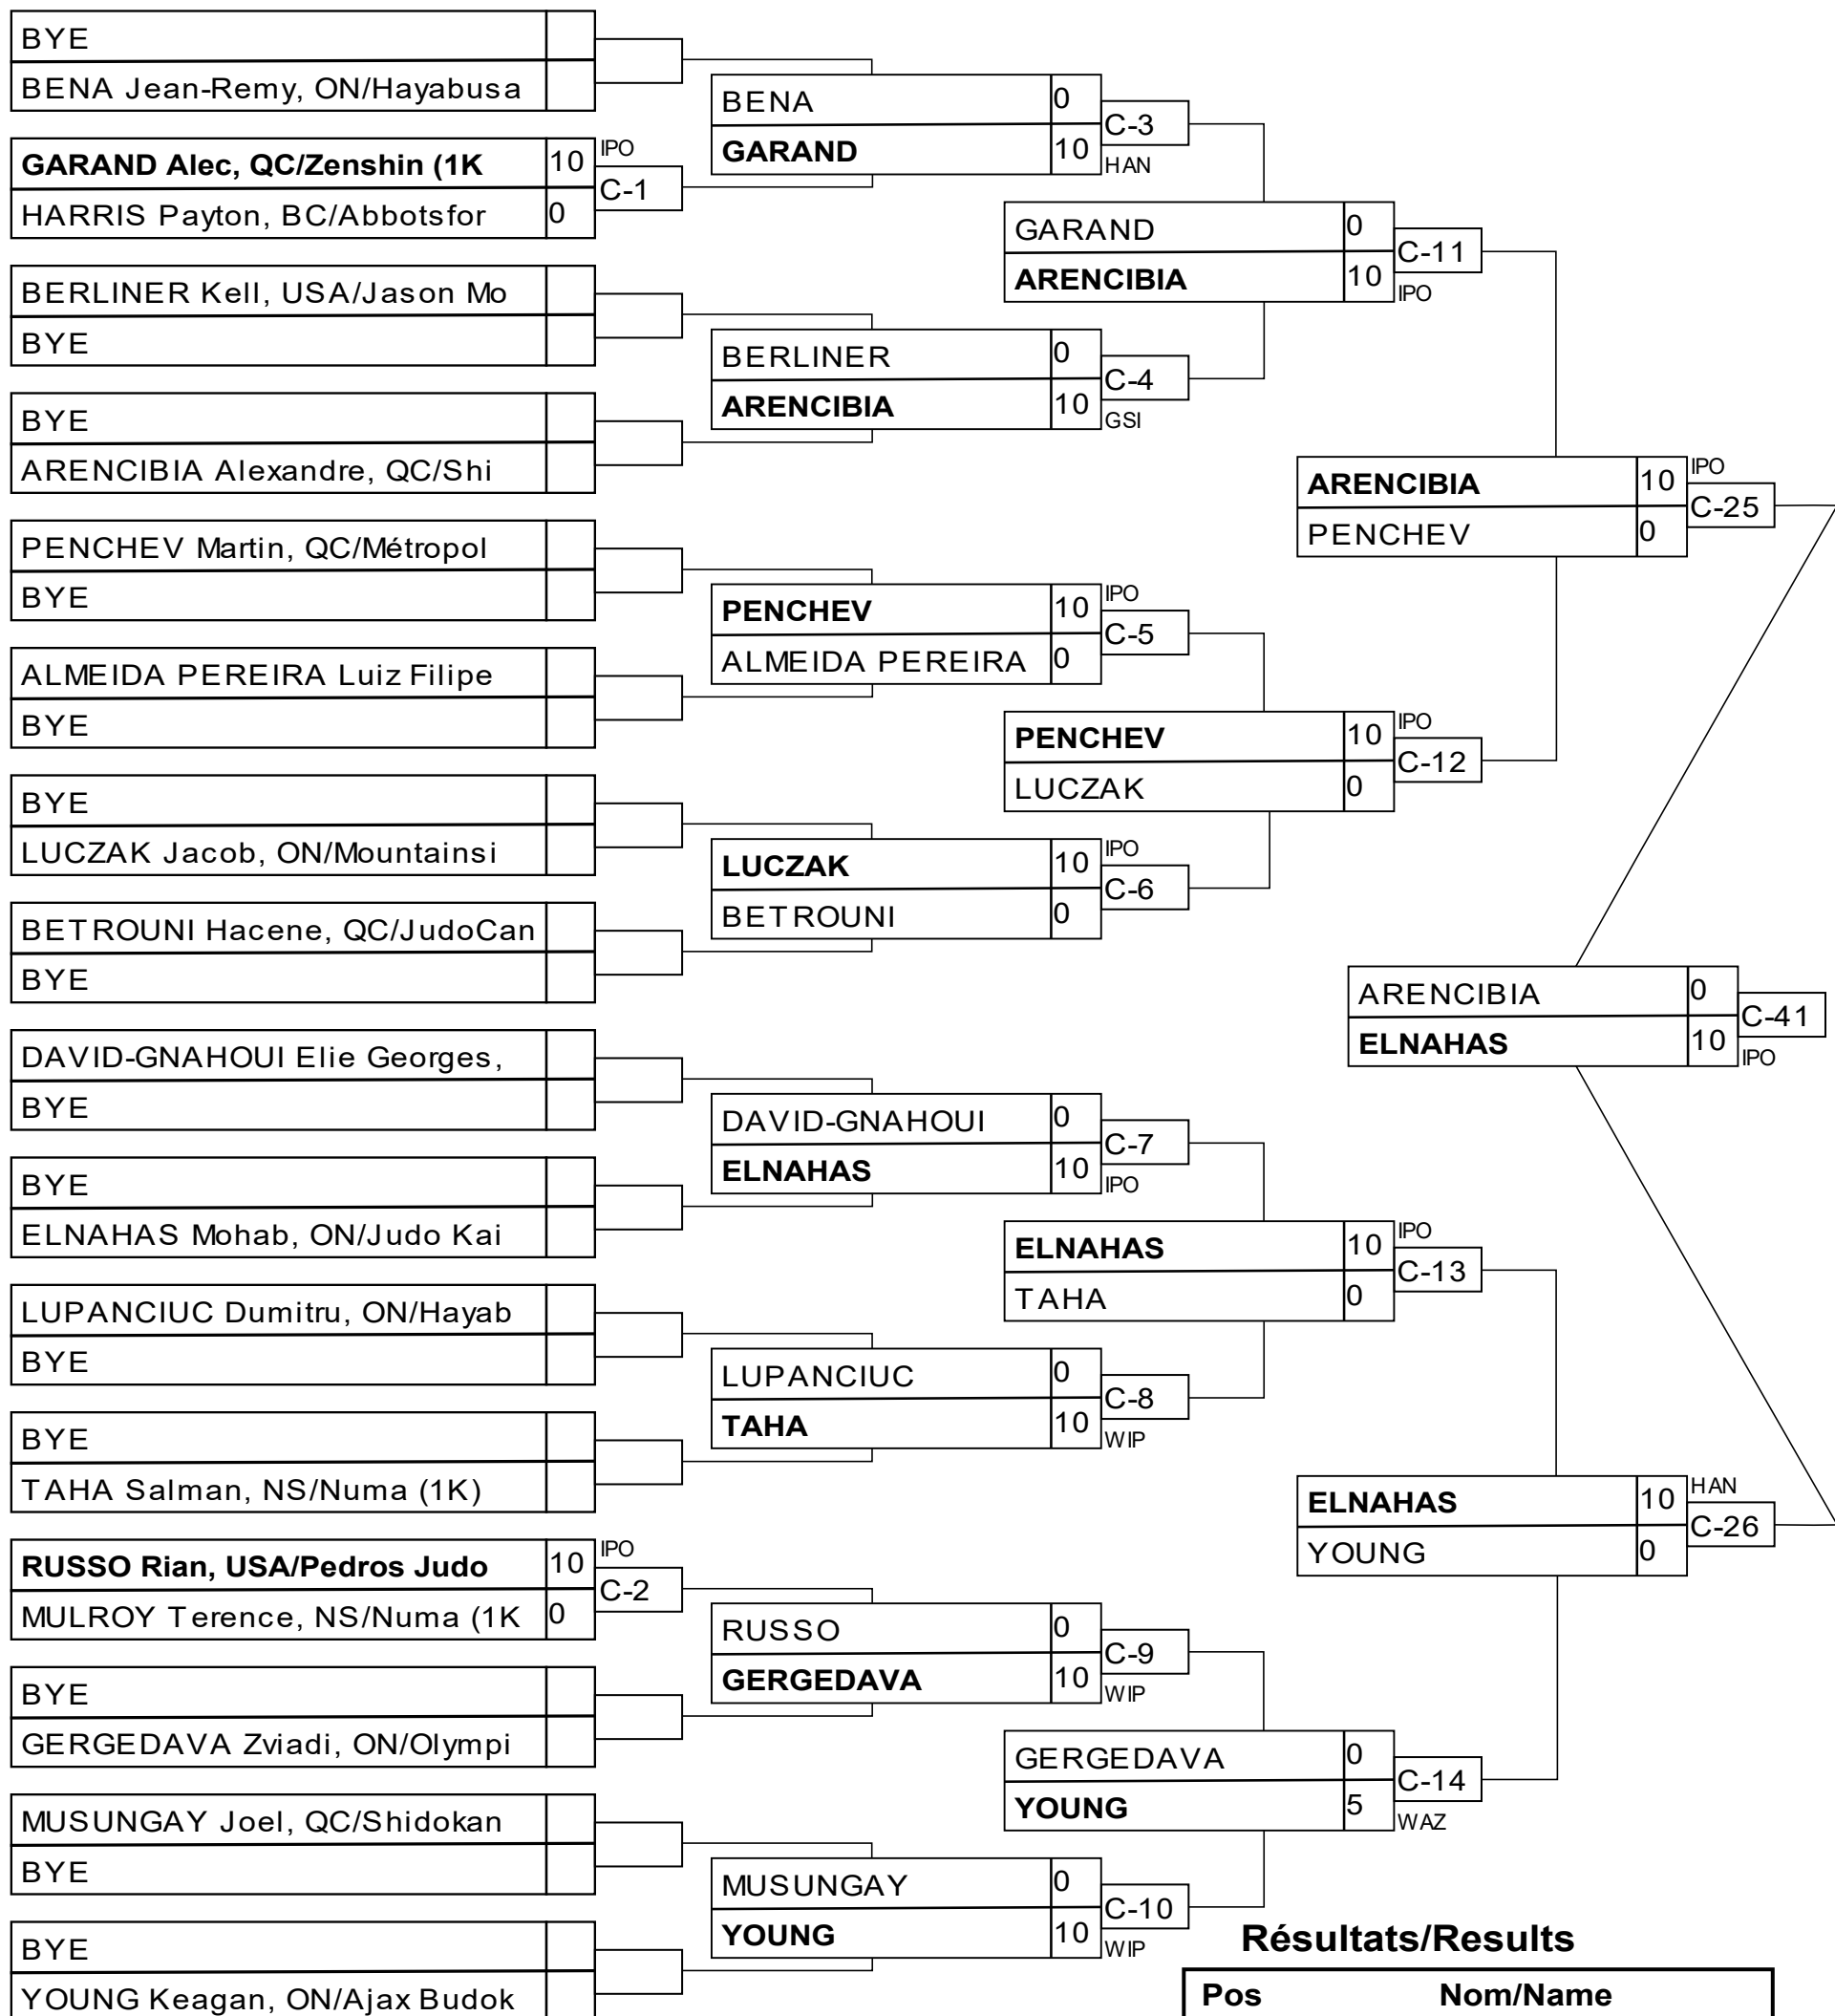 BYE
BENA Jean-Remy, ON/Hayabusa
GARAND Alec, QC/Zenshin (1K 10 IPO
C-1
HARRIS Payton, BC/Abbotsfor 0
BERLINER Kell, USA/Jason Mo
BYE
BYE
ARENCIBIA Alexandre, QC/Shi
PENCHEV Martin, QC/Métropol
BYE
ALMEIDA PEREIRA Luiz Filipe
BYE
BYE
LUCZAK Jacob, ON/Mountainsi
BETROUNI Hacene, QC/JudoCan
BYE
DAVID-GNAHOUI Elie Georges,
BYE
BYE
ELNAHAS Mohab, ON/Judo Kai
LUPANCIUC Dumitru, ON/Hayab
BYE
BYE
TAHA Salman, NS/Numa (1K)
RUSSO Rian, USA/Pedros Judo 10 IPO
C-2
MULROY Terence, NS/Numa (1K 0
BYE
GERGEDAVA Zviadi, ON/Olympi
MUSUNGAY Joel, QC/Shidokan
BYE
BYE
YOUNG Keagan, ON/Ajax Budok
BENA 0
C-3
GARAND 10 HAN
BERLINER 0
C-4
ARENCIBIA 10 GSI
PENCHEV 10 IPO
C-5
ALMEIDA PEREIRA 0
LUCZAK 10 IPO
C-6
BETROUNI 0
DAVID-GNAHOUI 0
C-7
ELNAHAS 10 IPO
LUPANCIUC 0
C-8
TAHA 10 WIP
RUSSO 0
C-9
GERGEDAVA 10 WIP
MUSUNGAY 0
C-10
YOUNG 10 WIP
GARAND 0
C-11
ARENCIBIA 10 IPO
PENCHEV 10 IPO
C-12
LUCZAK 0
ELNAHAS 10 IPO
C-13
TAHA 0
GERGEDAVA 0
C-14
YOUNG 5 WAZ
ARENCIBIA 10 IPO
C-25
PENCHEV 0
ELNAHAS 10 HAN
C-26
YOUNG 0
ARENCIBIA 0
C-41
ELNAHAS 10 IPO
Résultats/Results
Pos Nom/Name